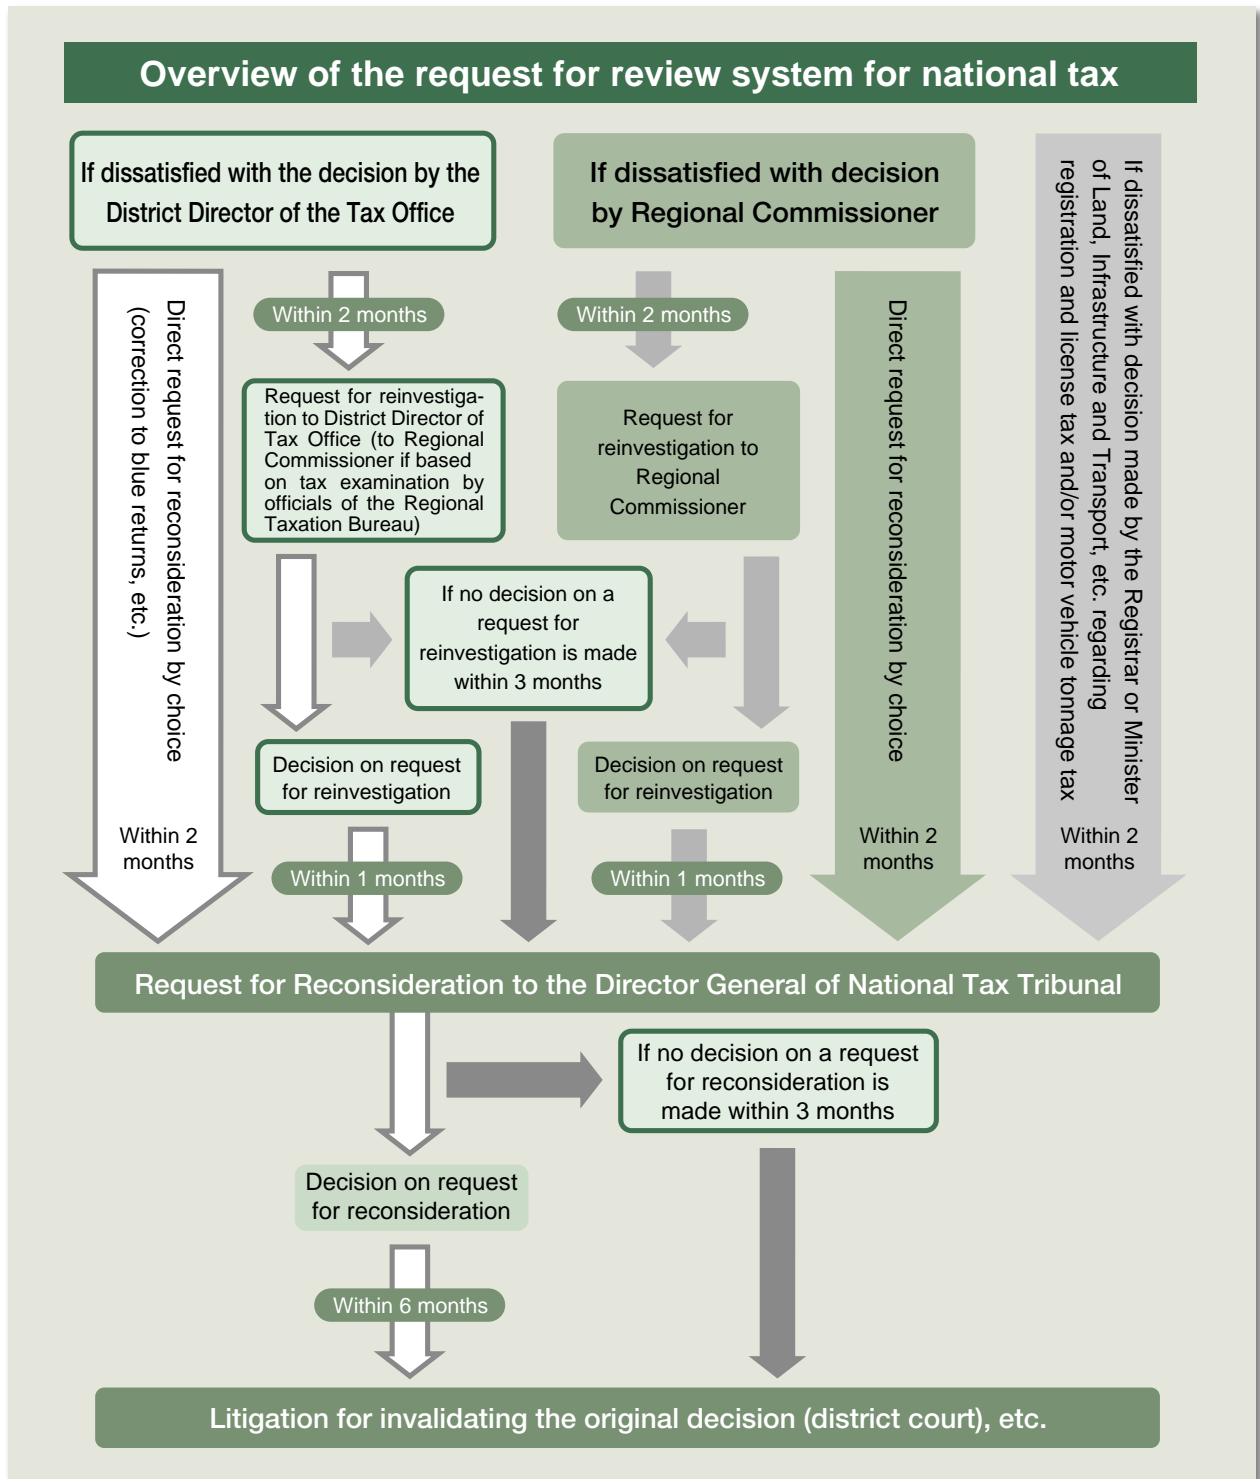 Overview of the request for review system for national tax
If dissatisfied with the decision by the
District Director of the Tax Office
If dissatisfied with decision
by Regional Commissioner
If dissatisfied with decision made by the Registrar or Minister
of Land, Infrastructure and Transport, etc. regarding
registration and license tax and/or motor vehicle tonnage tax
Within 2
months
Direct request for reconsideration by choice
(correction to blue returns, etc.)
Within 2
months
Within 2 months
Request for reinvestiga-
tion to District Director of
Tax Office (to Regional
Commissioner if based
on tax examination by
officials of the Regional
Taxation Bureau)
Within 2 months
Request for
reinvestigation to
Regional
Commissioner
Direct request for reconsideration by choice
Within 2
months
If no decision on a
request for
reinvestigation is made
within 3 months
Decision on request
for reinvestigation
Decision on request
for reinvestigation
Within 1 months
Within 1 months
Request for Reconsideration to the Director General of National Tax Tribunal
If no decision on a request
for reconsideration is
made within 3 months
Decision on request
for reconsideration
Within 6 months
Litigation for invalidating the original decision (district court), etc.